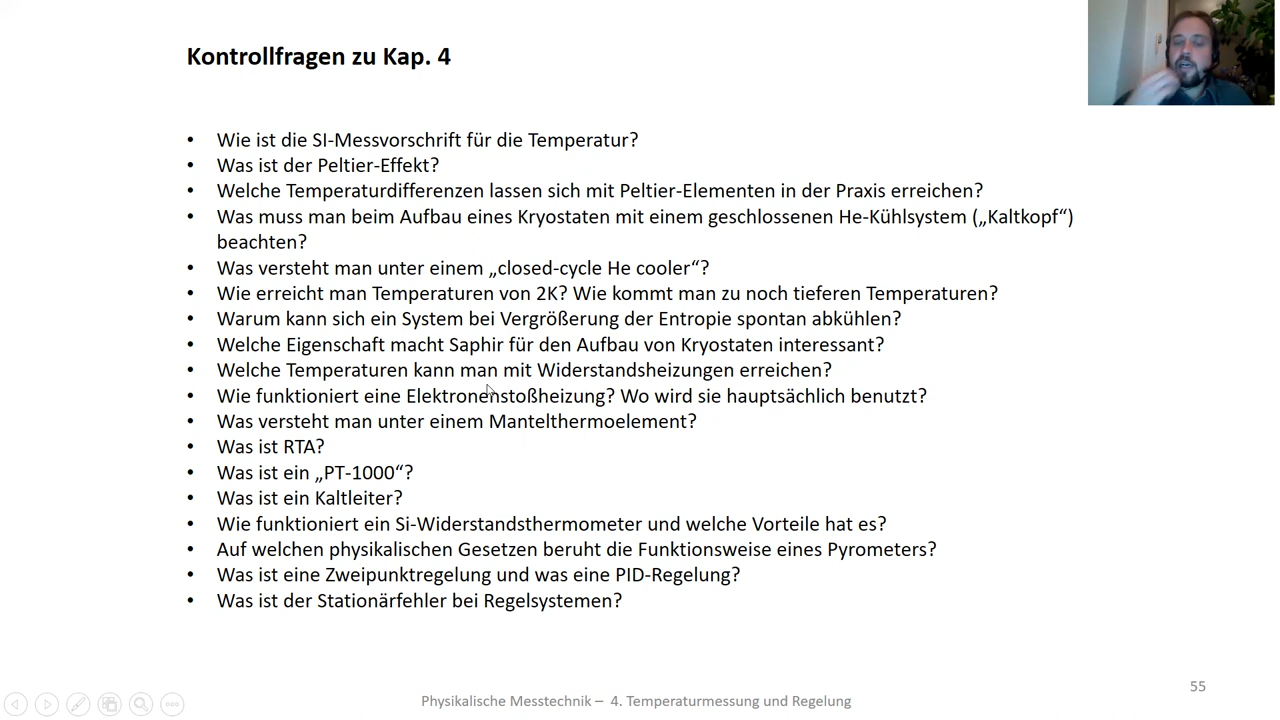 Kontrollfragen zu Kap. 4
• Wie ist die SI-Messvorschrift für die Temperatur?
• Was ist der Peltier-Effekt?
• Welche Temperaturdifferenzen lassen sich mit Peltier-Elementen in der Praxis erreichen?
• Was muss man beim Aufbau eines Kryostaten mit einem geschlossenen He-Kühlsystem („Kaltkopf“)
beachten?
• Was versteht man unter einem „closed-cycle He cooler“?
• Wie erreicht man Temperaturen von 2K? Wie kommt man zu noch tieferen Temperaturen?
• Warum kann sich ein System bei Vergrößerung der Entropie spontan abkühlen?
• Welche Eigenschaft macht Saphir für den Aufbau von Kryostaten interessant?
• Welche Temperaturen kann man mit Widerstandsheizungen erreichen?
• Wie funktioniert eine Elektronenstoßheizung? Wo wird sie hauptsächlich benutzt?
• Was versteht man unter einem Mantelthermoelement?
• Was ist RTA?
• Was ist ein „PT-1000“?
• Was ist ein Kaltleiter?
• Wie funktioniert ein Si-Widerstandsthermometer und welche Vorteile hat es?
• Auf welchen physikalischen Gesetzen beruht die Funktionsweise eines Pyrometers?
• Was ist eine Zweipunktregelung und was eine PID-Regelung?
• Was ist der Stationärfehler bei Regelsystemen?
55
Physikalische Messtechnik – 4. Temperaturmessung und Regelung